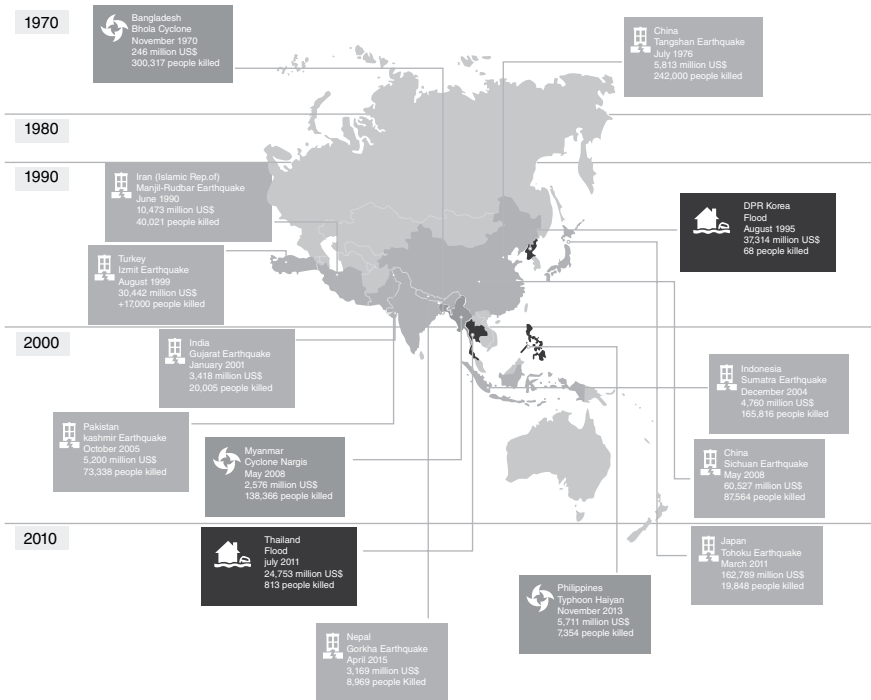 1970
Bangladesh
Bhola Cyclone
November 1970
246 million US$
300,317 people killed
China
Tangshan Earthquake
July 1976
5,813 million US$
242,000 people killed
1980
1990
Iran (Islamic Rep.of)
Manjil-Rudbar Earthquake
June 1990
10,473 million US$
40,021 people killed
DPR Korea
Flood
August 1995
37,314 million US$
68 people killed
Turkey
Izmit Earthquake
August 1999
30,442 million US$
+17,000 people killed
2000
India
Gujarat Earthquake
January 2001
3,418 million US$
20,005 people killed
Indonesia
Sumatra Earthquake
December 2004
4,760 million US$
165,816 people killed
Pakistan
kashmir Earthquake
October 2005
5,200 million US$
73,338 people killed
Myanmar
Cyclone Nargis
May 2008
2,576 million US$
138,366 people killed
China
Sichuan Earthquake
May 2008
60,527 million US$
87,564 people killed
2010
Thailand
Flood
july 2011
24,753 million US$
813 people killed
Japan
Tohoku Earthquake
March 2011
162,789 million US$
19,848 people killed
Philippines
Typhoon Haiyan
November 2013
5,711 million US$
7,354 people killed
Nepal
Gorkha Earthquake
April 2015
3,169 million US$
8,969 people Killed